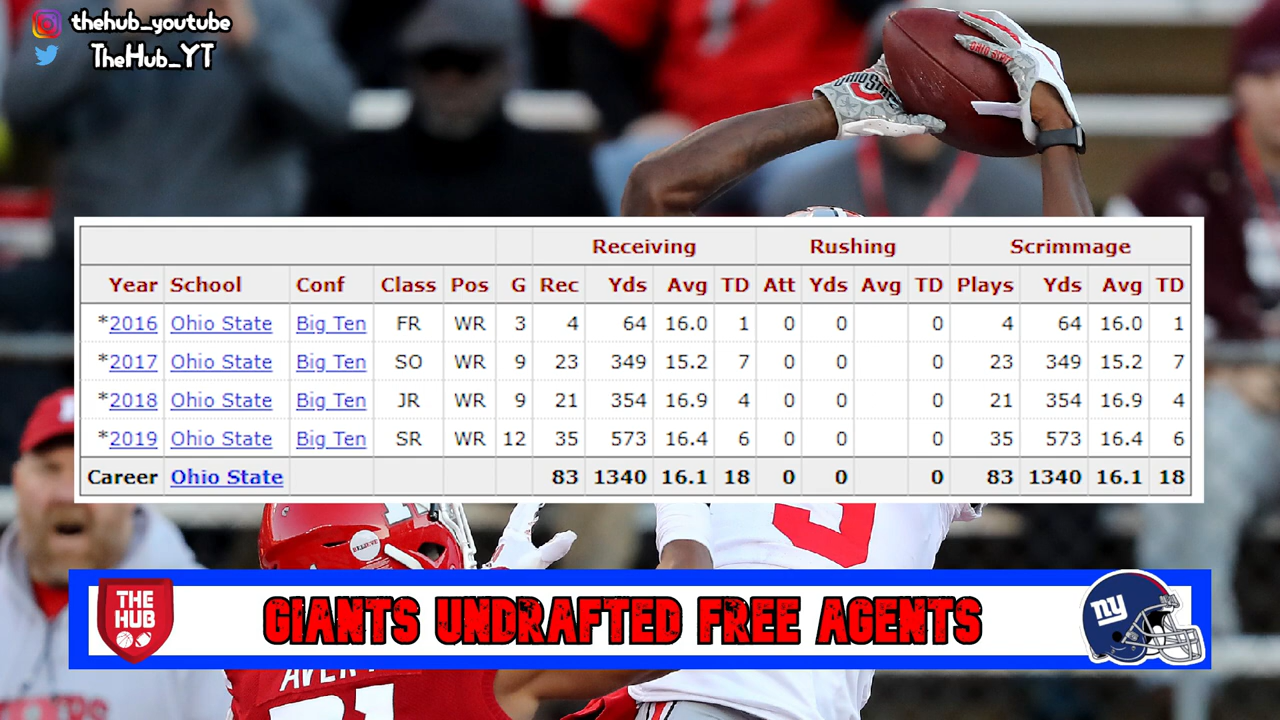 thehub_youtube
TheHub_YT
OHIO STATE
OHIO STATE
Receiving Rushing Scrimmage
Year School Conf Class Pos G Rec Yds Avg TD Att Yds Avg TD Plays Yds Avg TD
*2016 Ohio State Big Ten FR WR 3 4 64 16.0 1 0 0 0 4 64 16.0 1
*2017 Ohio State Big Ten SO WR 9 23 349 15.2 7 0 0 0 23 349 15.2 7
*2018 Ohio State Big Ten JR WR 9 21 354 16.9 4 0 0 0 21 354 16.9 4
*2019 Ohio State Big Ten SR WR 12 35 573 16.4 6 0 0 0 35 573 16.4 6
Career Ohio State 83 1340 16.1 18 0 0 0 83 1340 16.1 18
THE
HUB
GIANTS UNDRAFTED FREE AGENTS
ny